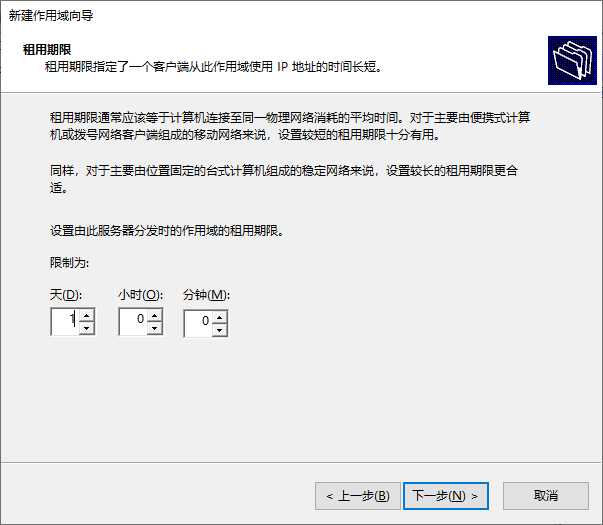 新建作用域向导
租用期限
租用期限指定了一个客户端从此作用域使用 IP 地址的时间长短。
租用期限通常应该等于计算机连接至同一物理网络消耗的平均时间。对于主要由便携式计算
机或拨号网络客户端组成的移动网络来说，设置较短的租用期限十分有用。
同样，对于主要由位置固定的台式计算机组成的稳定网络来说，设置较长的租用期限更合
适。
设置由此服务器分发时的作用域的租用期限。
限制为:
天(D): 小时(O): 分钟(M):
1 0 0
< 上一步(B) 下一步(N) > 取消